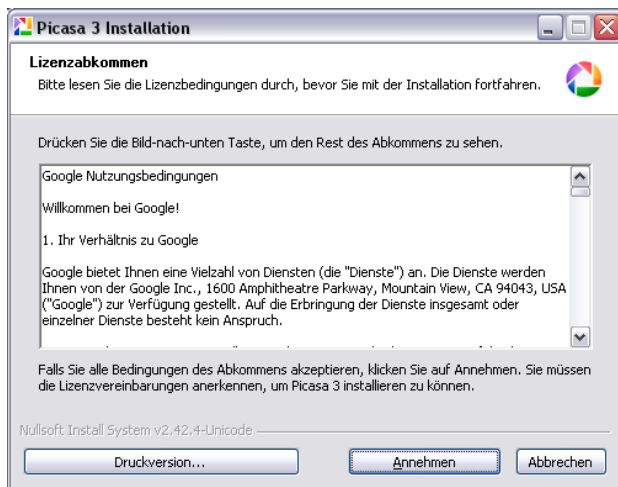 Picasa 3 Installation
Lizenzabkommen
Bitte lesen Sie die Lizenzbedingungen durch, bevor Sie mit der Installation fortfahren.
Drücken Sie die Bild-nach-unten Taste, um den Rest des Abkommens zu sehen.
Google Nutzungsbedingungen
Willkommen bei Google!
1. Ihr Verhältnis zu Google
Google bietet Ihnen eine Vielzahl von Diensten (die "Dienste") an. Die Dienste werden
Ihnen von der Google Inc., 1600 Amphitheatre Parkway, Mountain View, CA 94043, USA
("Google") zur Verfügung gestellt. Auf die Erbringung der Dienste insgesamt oder
einzelner Dienste besteht kein Anspruch.
Falls Sie alle Bedingungen des Abkommens akzeptieren, klicken Sie auf Annehmen. Sie müssen
die Lizenzvereinbarungen anerkennen, um Picasa 3 installieren zu können.
Nullsoft Install System v2.42.4-Unicode
Druckversion...
Annehmen
Abbrechen